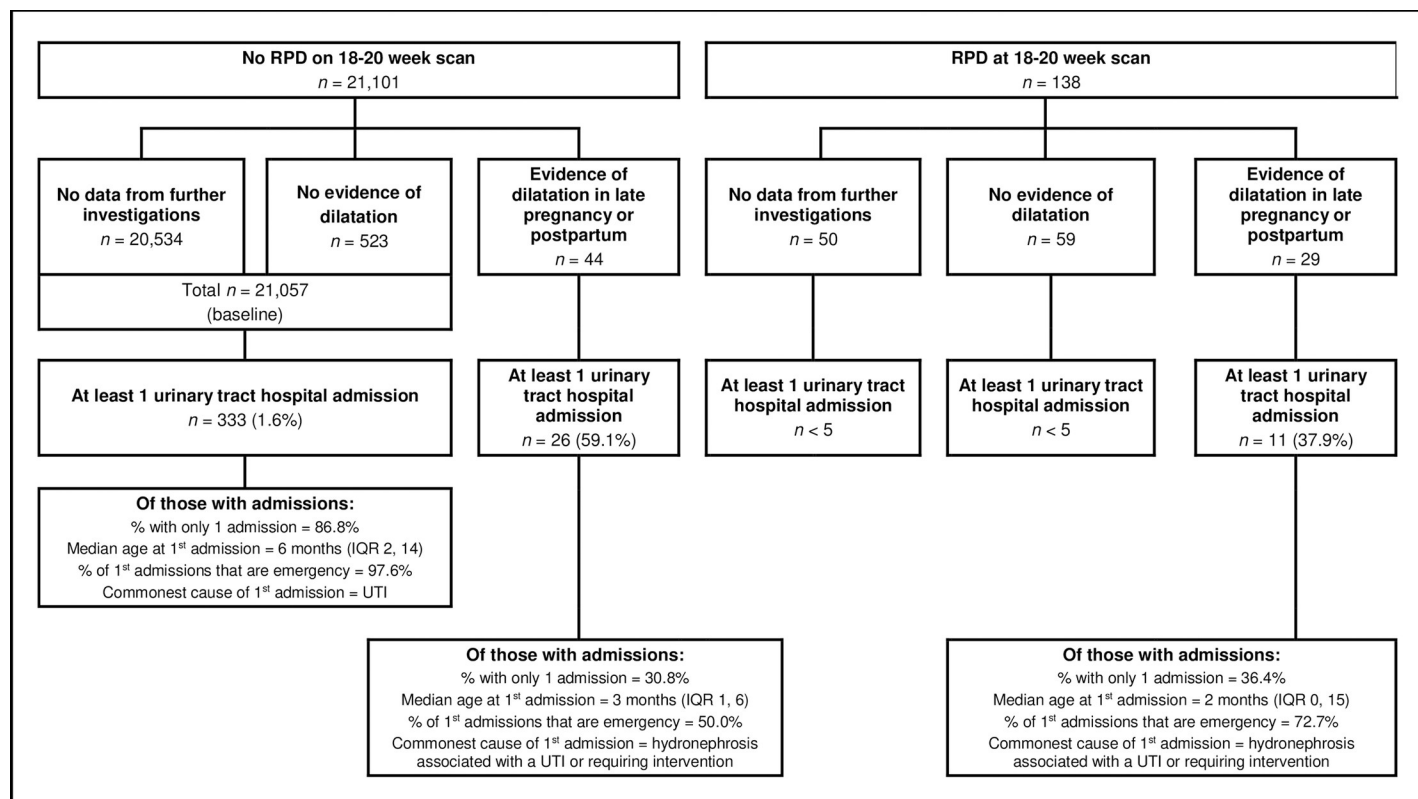 No RPD on 18-20 week scan
n = 21,101
RPD at 18-20 week scan
n = 138
No data from further
investigations
n = 20,534
No evidence of
dilatation
n = 523
Evidence of
dilatation in late
pregnancy or
postpartum
n = 44
No data from further
investigations
n = 50
No evidence of
dilatation
n = 59
Evidence of
dilatation in late
pregnancy or
postpartum
n = 29
Total n = 21,057
(baseline)
At least 1 urinary tract hospital admission
n = 333 (1.6%)
At least 1 urinary
tract hospital
admission
n = 26 (59.1%)
At least 1 urinary tract
hospital admission
n < 5
At least 1 urinary tract
hospital admission
n < 5
At least 1 urinary
tract hospital
admission
n = 11 (37.9%)
Of those with admissions:
% with only 1 admission = 86.8%
Median age at 1st admission = 6 months (IQR 2, 14)
% of 1st admissions that are emergency = 97.6%
Commonest cause of 1st admission = UTI
Of those with admissions:
% with only 1 admission = 30.8%
Median age at 1st admission = 3 months (IQR 1, 6)
% of 1st admissions that are emergency = 50.0%
Commonest cause of 1st admission = hydronephrosis
associated with a UTI or requiring intervention
Of those with admissions:
% with only 1 admission = 36.4%
Median age at 1st admission = 2 months (IQR 0, 15)
% of 1st admissions that are emergency = 72.7%
Commonest cause of 1st admission = hydronephrosis
associated with a UTI or requiring intervention